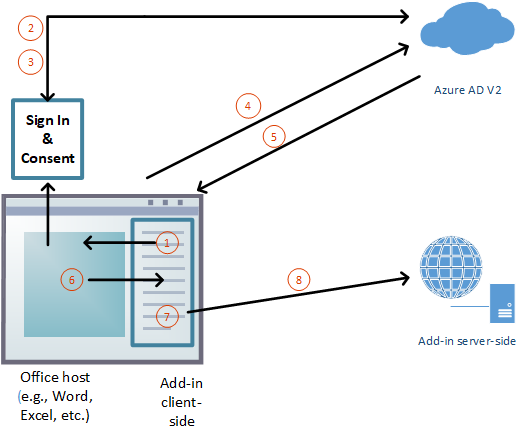 2
3
Azure AD V2
4
5
Sign In
&
Consent
1
6
7
8
Add-in server-side
Office host
(e.g., Word,
Excel, etc.)
Add-in
client-
side